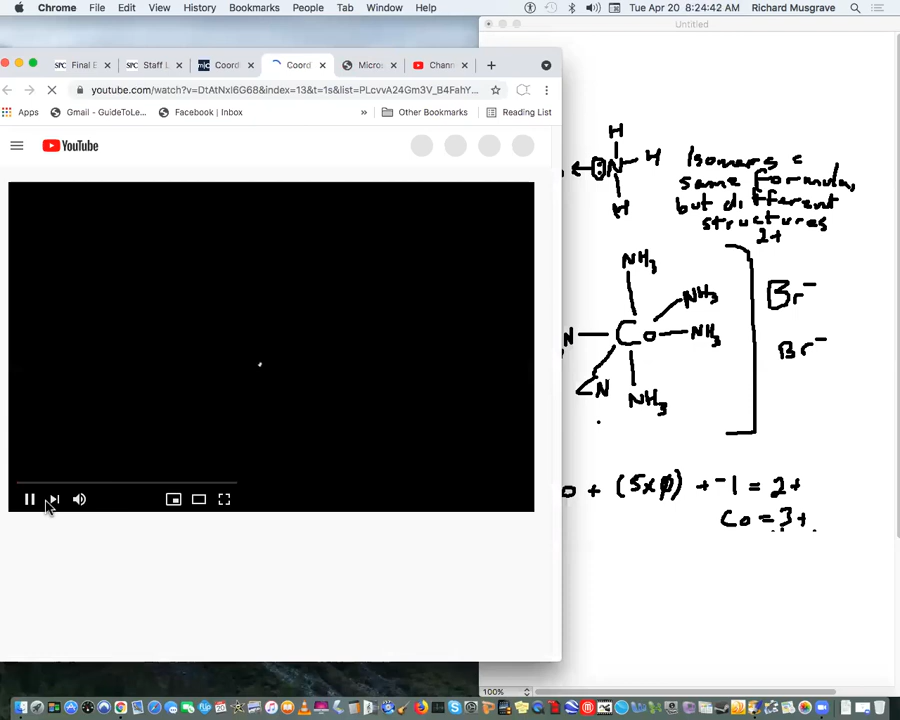 Chrome File Edit View History Bookmarks People Tab Window Help Tue Apr 20 8:24:42 AM Richard Musgrave
Untitled
SPC Final E SPC Staff L m|c Coord Coord Micros Chann
youtube.com/watch?v=DtAtNxI6G68&index=13&t=1s&list=PLcvvA24Gm3V_B4FahY...
Apps Gmail - GuideToLe... Facebook | Inbox » Other Bookmarks Reading List
YouTube
H
N H
H
Isomers c
same formula,
but different
structures
2+
NH3
NH3
N Co NH3
N
NH3
Br-
Br-
o + (5x0) + -1 = 2+
Co = 3+
100%